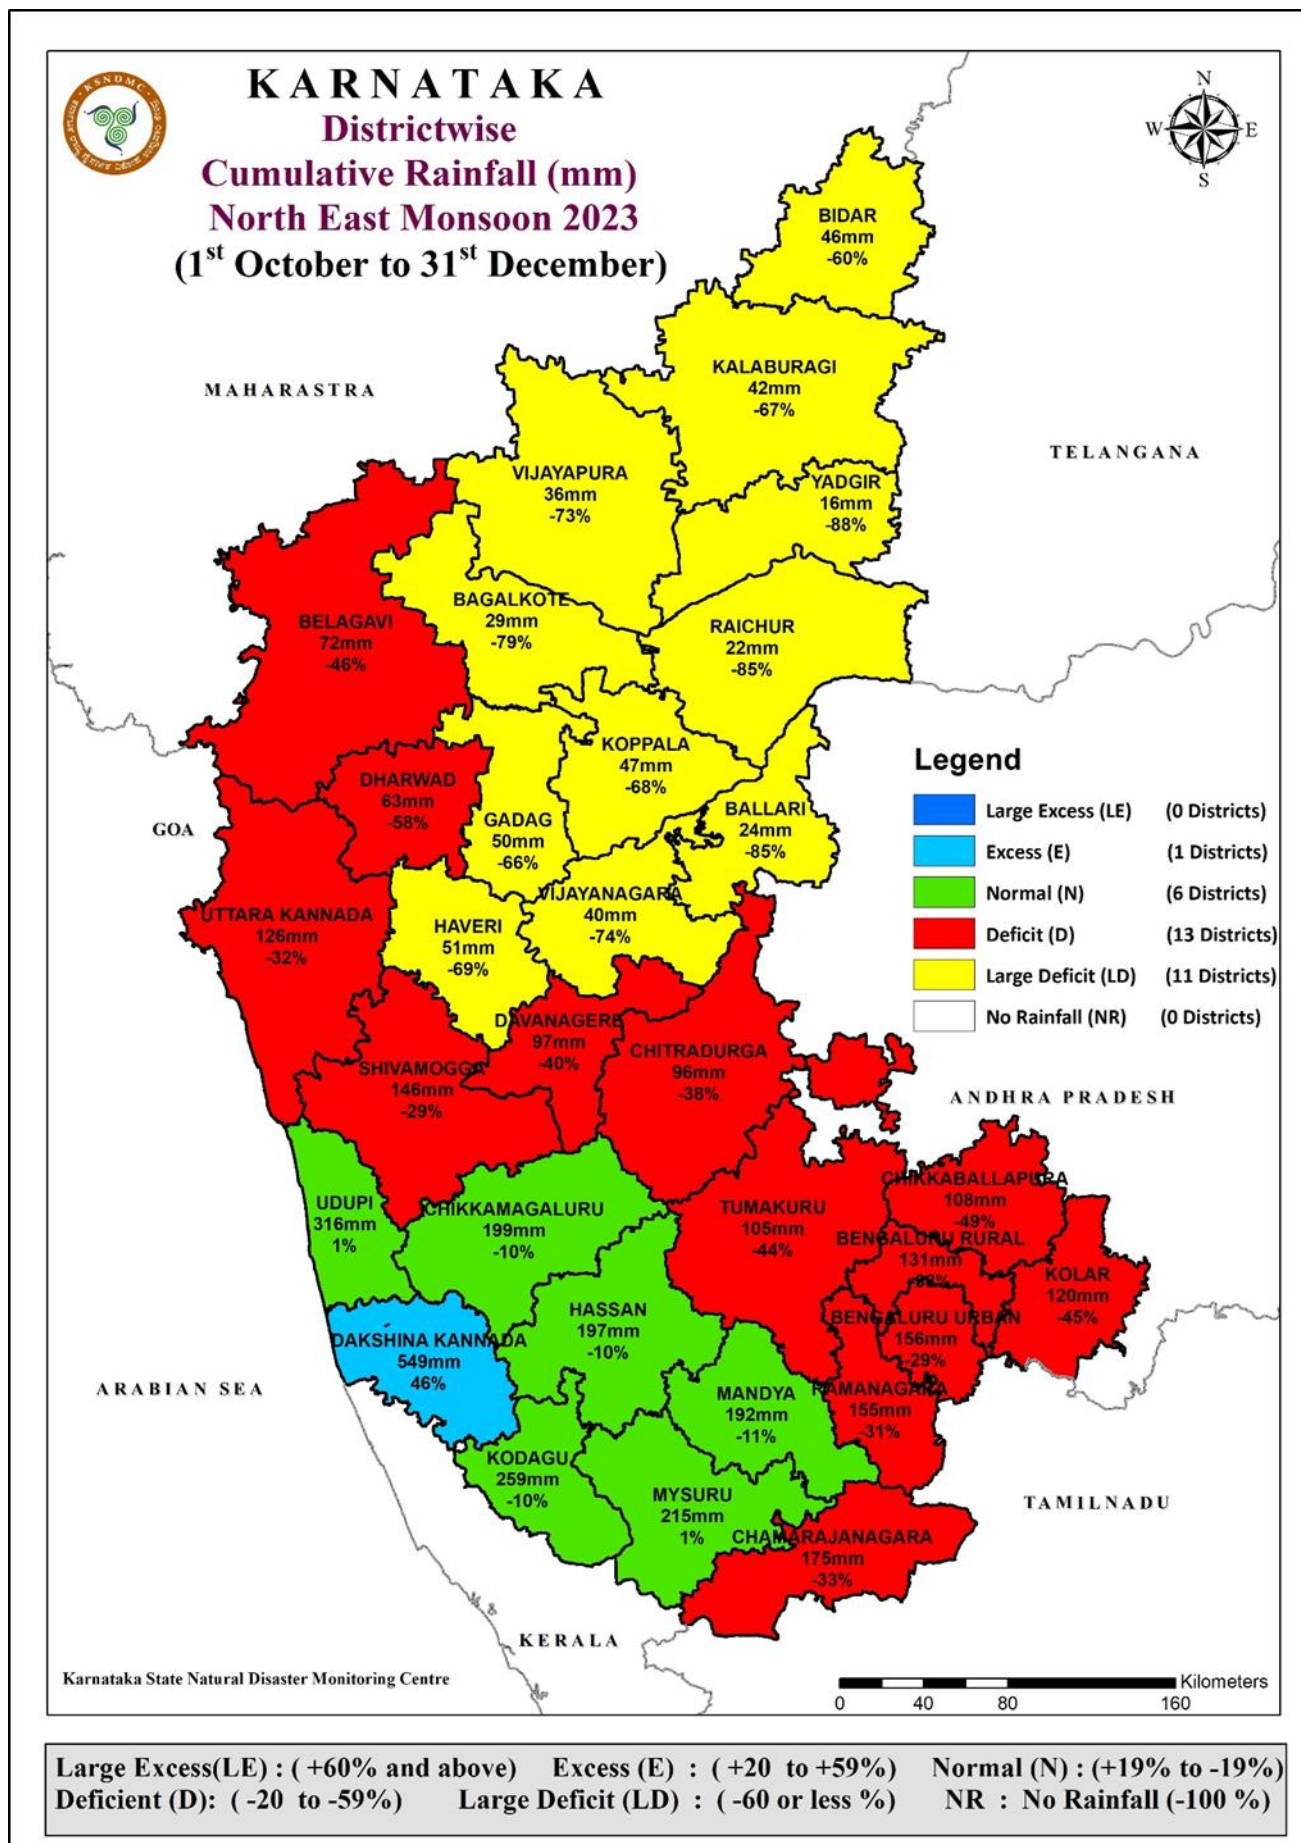 KARNATAKA
Districtwise
Cumulative Rainfall (mm)
North East Monsoon 2023
(1st October to 31st December)
KSNDMC
N
W E
S
BIDAR
46mm
-60%
KALABURAGI
42mm
-67%
MAHARASTRA
TELANGANA
VIJAYAPURA
36mm
-73%
YADGIR
16mm
-88%
BAGALKOTE
29mm
-79%
BELAGAVI
72mm
-46%
RAICHUR
22mm
-85%
KOPPALA
47mm
-68%
DHARWAD
63mm
-58%
GADAG
50mm
-66%
BALLARI
24mm
-85%
GOA
VIJAYANAGARA
40mm
-74%
UTTARA KANNADA
126mm
-32%
HAVERI
51mm
-69%
Legend
Large Excess (LE) (0 Districts)
Excess (E) (1 Districts)
Normal (N) (6 Districts)
Deficit (D) (13 Districts)
Large Deficit (LD) (11 Districts)
No Rainfall (NR) (0 Districts)
DAVANAGERE
97mm
-40%
CHITRADURGA
96mm
-38%
SHIVAMOGGA
146mm
-29%
ANDHRA PRADESH
UDUPI
316mm
1%
CHIKKAMAGALURU
199mm
-10%
TUMAKURU
105mm
-44%
CHIKKABALLAPURA
108mm
-49%
BENGALURU RURAL
131mm
KOLAR
120mm
-45%
HASSAN
197mm
-10%
BENGALURU URBAN
156mm
-29%
DAKSHINA KANNADA
549mm
46%
ARABIAN SEA
MANDYA
192mm
-11%
RAMANAGARA
155mm
-31%
KODAGU
259mm
-10%
MYSURU
215mm
1%
TAMILNADU
CHAMARAJANAGARA
175mm
-33%
KERALA
Karnataka State Natural Disaster Monitoring Centre
Kilometers
0 40 80 160
Large Excess(LE) : ( +60% and above) Excess (E) : ( +20 to +59%) Normal (N) : (+19% to -19%)
Deficient (D): ( -20 to -59%) Large Deficit (LD) : ( -60 or less %) NR : No Rainfall (-100 %)